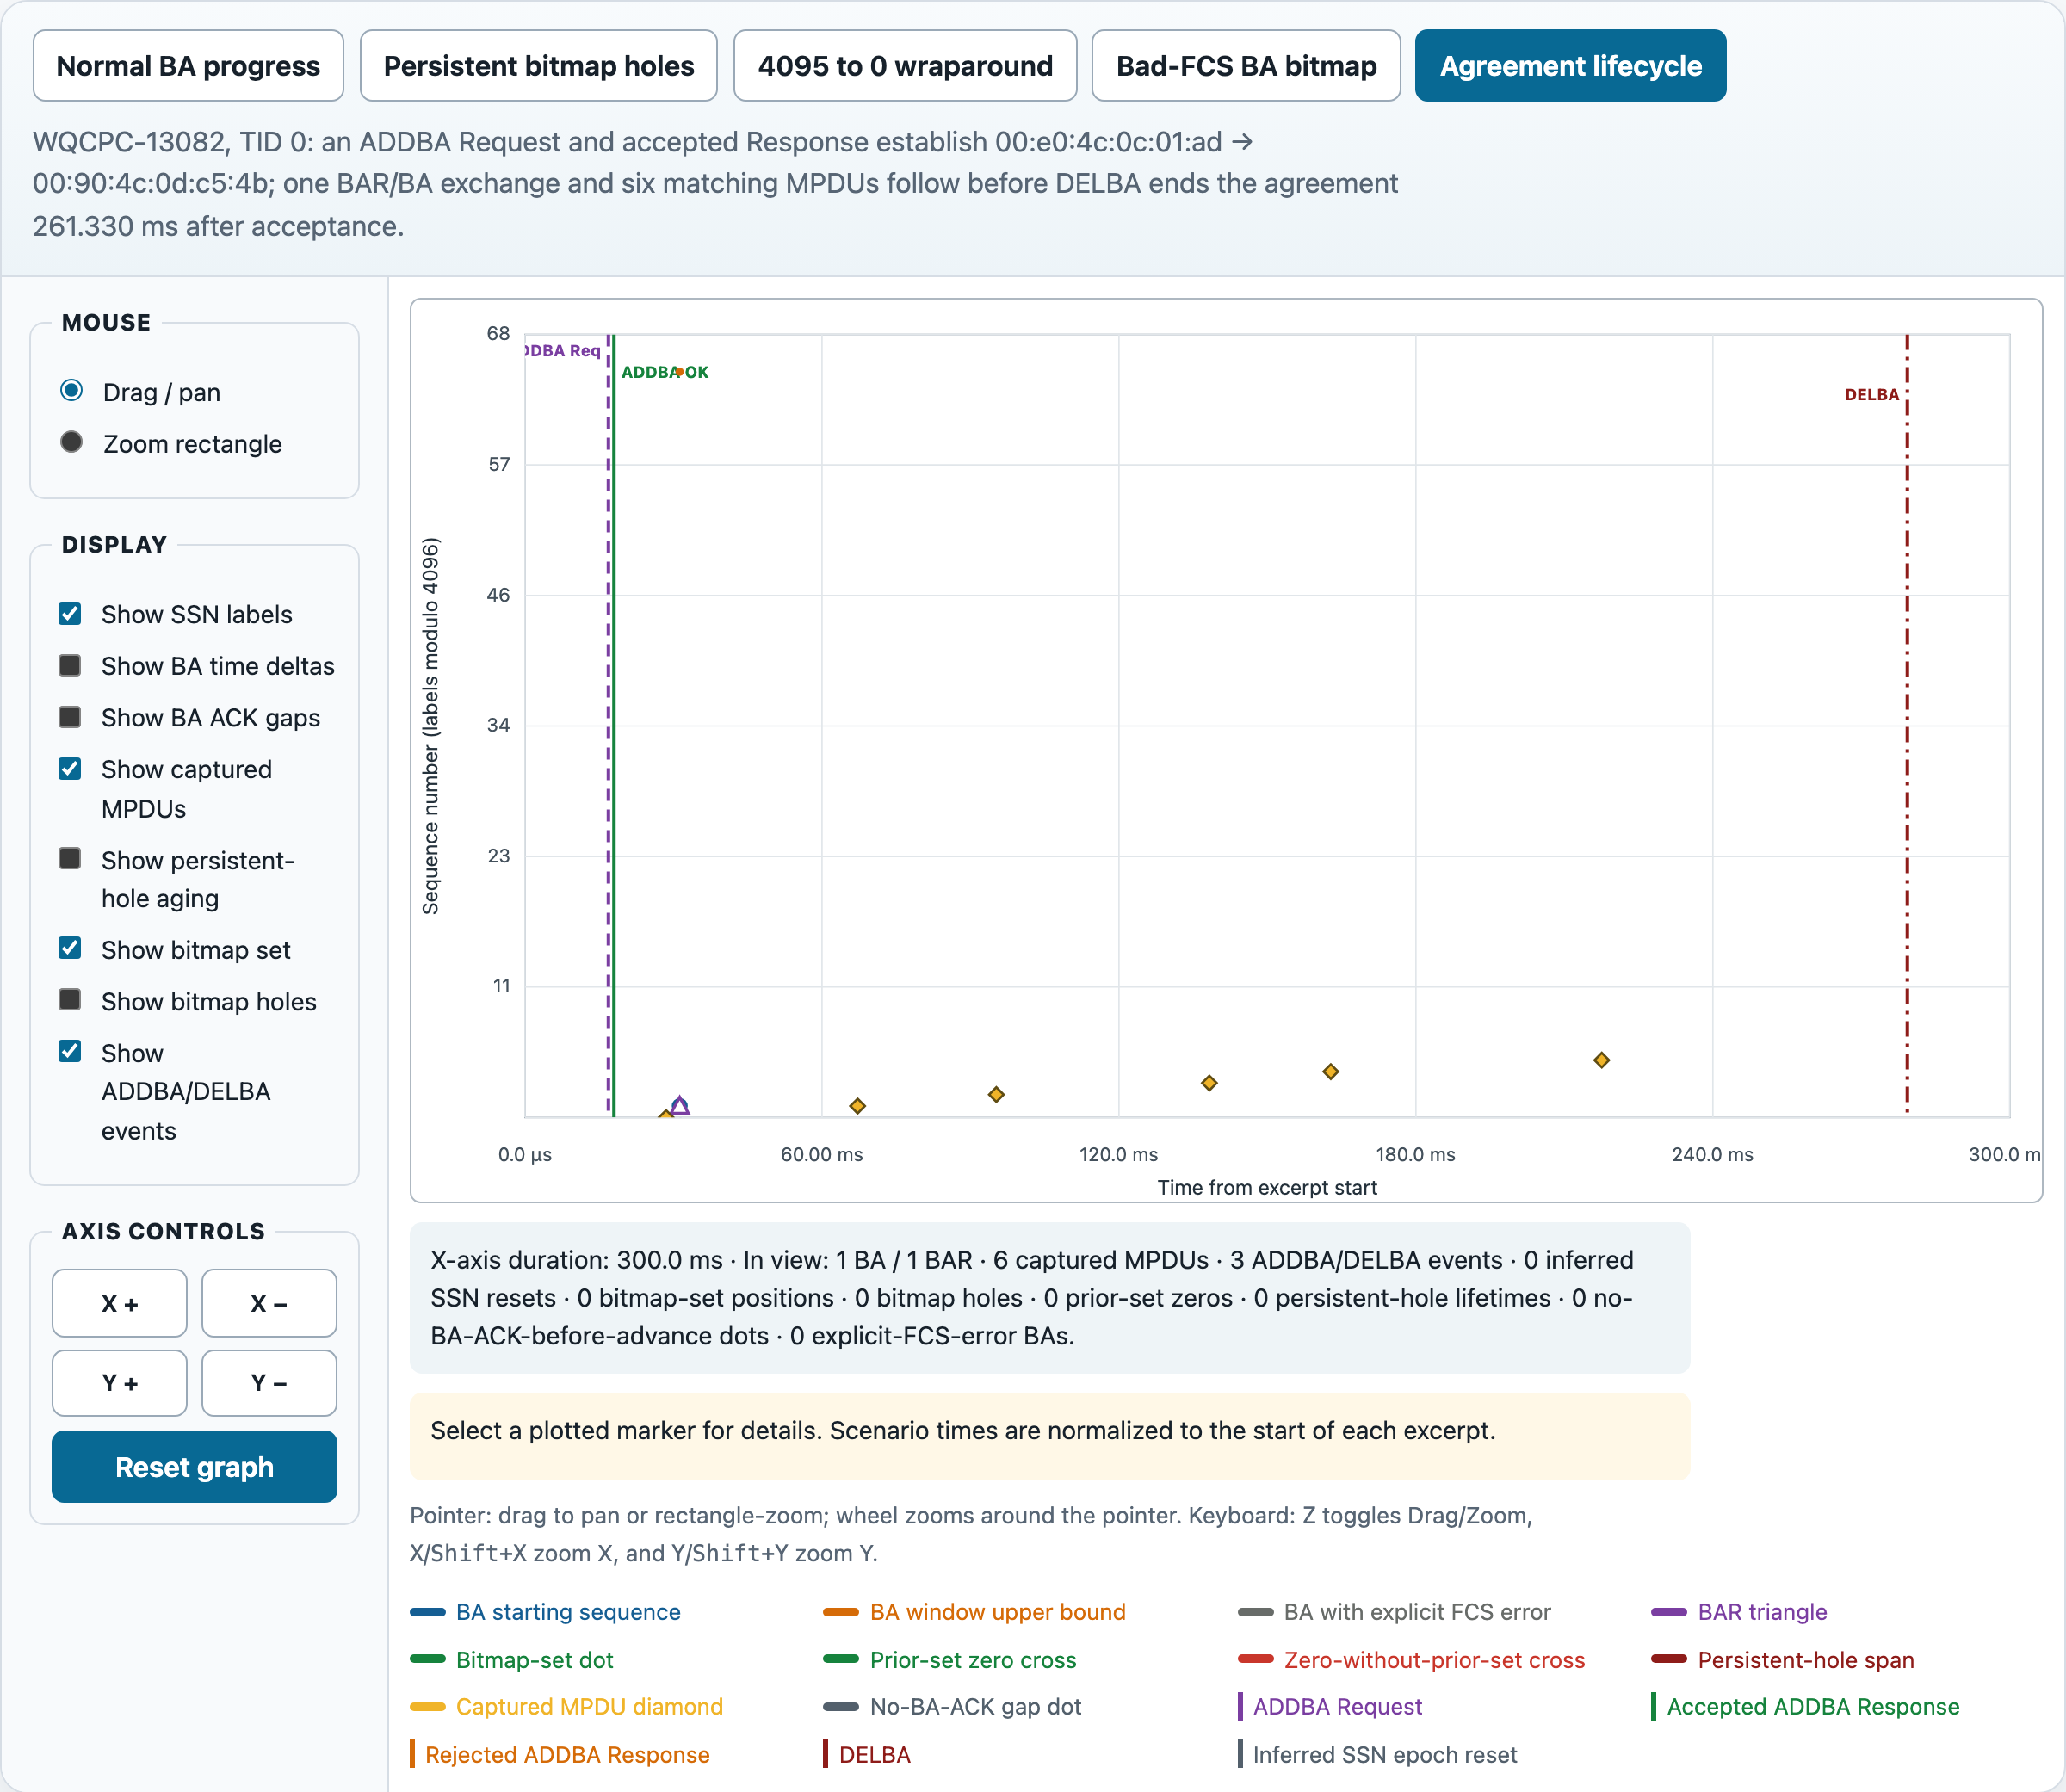 Normal BA progress
Persistent bitmap holes
4095 to 0 wraparound
Bad-FCS BA bitmap
Agreement lifecycle
WQCPC-13082, TID 0: an ADDBA Request and accepted Response establish 00:e0:4c:0c:01:ad →
00:90:4c:0d:c5:4b; one BAR/BA exchange and six matching MPDUs follow before DELBA ends the agreement
261.330 ms after acceptance.
MOUSE
Drag / pan
Zoom rectangle
DISPLAY
Show SSN labels
Show BA time deltas
Show BA ACK gaps
Show captured
MPDUs
Show persistent-
hole aging
Show bitmap set
Show bitmap holes
Show
ADDBA/DELBA
events
AXIS CONTROLS
X +
X –
Y +
Y –
Reset graph
Sequence number (labels modulo 4096)
68
57
46
34
23
11
DDBA Req
ADDBA OK
DELBA
0.0 µs
60.00 ms
120.0 ms
180.0 ms
240.0 ms
300.0 m
Time from excerpt start
X-axis duration: 300.0 ms · In view: 1 BA / 1 BAR · 6 captured MPDUs · 3 ADDBA/DELBA events · 0 inferred
SSN resets · 0 bitmap-set positions · 0 bitmap holes · 0 prior-set zeros · 0 persistent-hole lifetimes · 0 no-
BA-ACK-before-advance dots · 0 explicit-FCS-error BAs.
Select a plotted marker for details. Scenario times are normalized to the start of each excerpt.
Pointer: drag to pan or rectangle-zoom; wheel zooms around the pointer. Keyboard: Z toggles Drag/Zoom,
X/Shift+X zoom X, and Y/Shift+Y zoom Y.
BA starting sequence
BA window upper bound
BA with explicit FCS error
BAR triangle
Bitmap-set dot
Prior-set zero cross
Zero-without-prior-set cross
Persistent-hole span
Captured MPDU diamond
No-BA-ACK gap dot
ADDBA Request
Accepted ADDBA Response
Rejected ADDBA Response
DELBA
Inferred SSN epoch reset